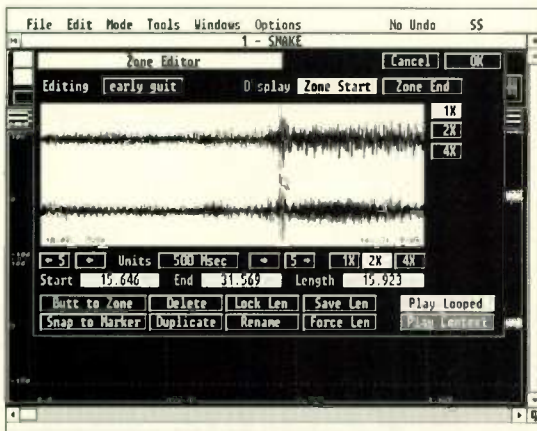 File Edit Mode Tools Windows Options No Undo SS
1 - SNAKE
Zone Editor Cancel OK
Editing early guit Display Zone Start Zone End
1X
2X
4X
← 5 ← Units 500 Msec → 5 → 1X 2X 4X
Start 15.646 End 31.569 Length 15.923
Butt to Zone Delete Lock Len Save Len Play Looped
Snap to Marker Duplicate Rename Force Len Play Context